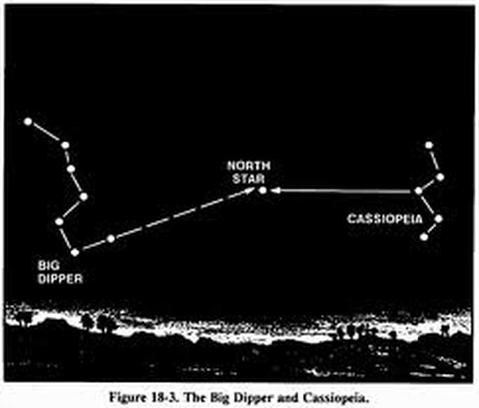 NORTH
STAR
CASSIOPEIA
BIG
DIPPER
Figure 18-3. The Big Dipper and Cassiopeia.